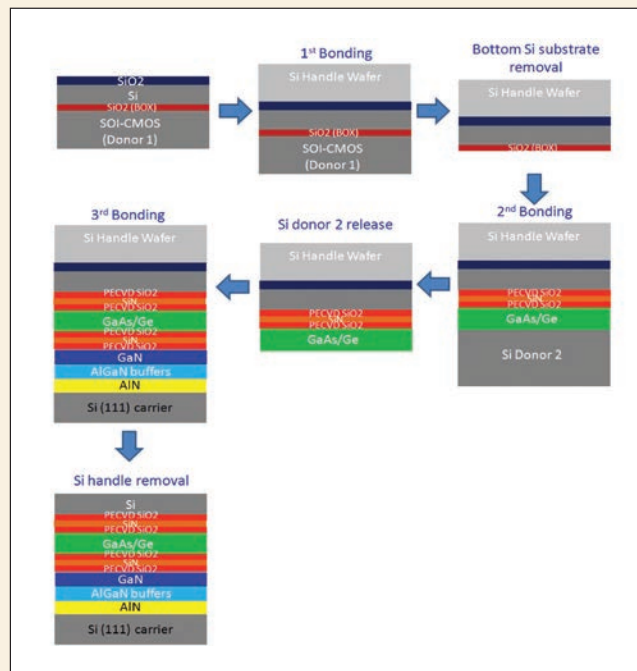 SiO2
Si
SiO2 (BOX)
SOI-CMOS
(Donor 1)
1st Bonding
Si Handle Wafer
SiO2 (BOX)
SOI-CMOS
(Donor 1)
Bottom Si substrate
removal
Si Handle Wafer
SiO2 (BOX)
2nd Bonding
Si Handle Wafer
PECVD SiO2
SiN
PECVD SiO2
GaAs/Ge
Si Donor 2
Si donor 2 release
Si Handle Wafer
PECVD SiO2
SiN
PECVD SiO2
GaAs/Ge
3rd Bonding
Si Handle Wafer
PECVD SiO2
SiN
PECVD SiO2
GaAs/Ge
PECVD SiO2
SiN
PECVD SiO2
GaN
AlGaN buffers
AlN
Si (111) carrier
Si handle removal
Si
PECVD SiO2
SiN
PECVD SiO2
GaAs/Ge
PECVD SiO2
SiN
PECVD SiO2
GaN
AlGaN buffers
AlN
Si (111) carrier